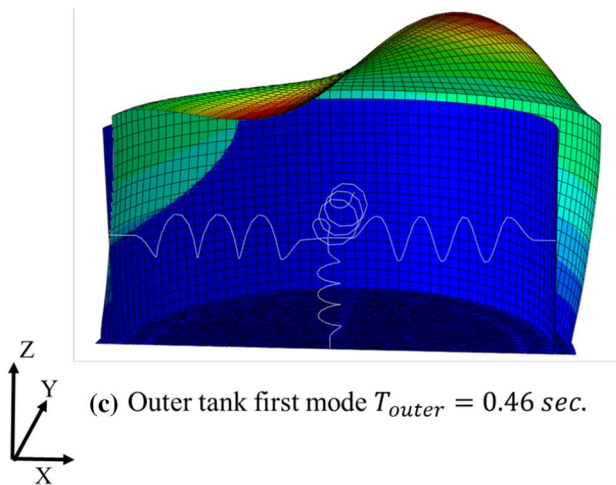 Z
Y
X
(c) Outer tank first mode T_outer = 0.46 sec.